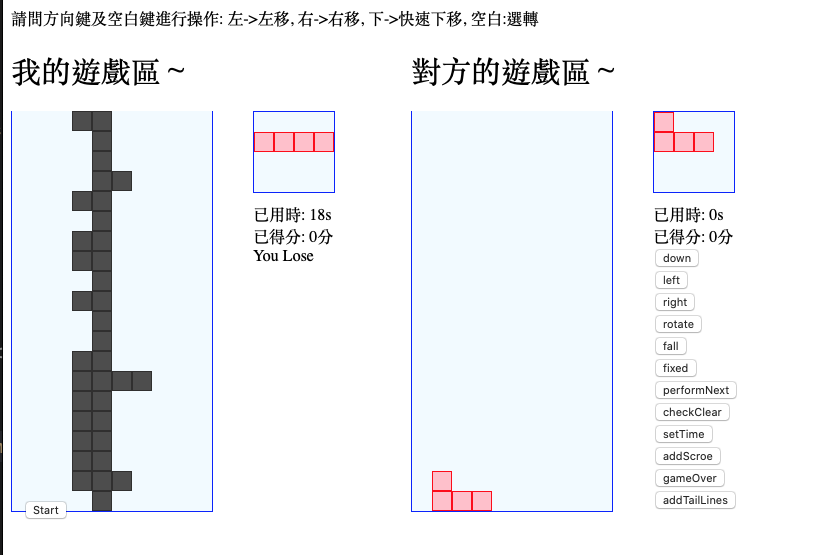 請問方向鍵及空白鍵進行操作: 左->左移, 右->右移, 下->快速下移, 空白:選轉
我的遊戲區 ~
對方的遊戲區 ~
已用時: 18s
已得分: 0分
You Lose
已用時: 0s
已得分: 0分
down
left
right
rotate
fall
fixed
performNext
checkClear
setTime
addScroe
gameOver
addTailLines
Start